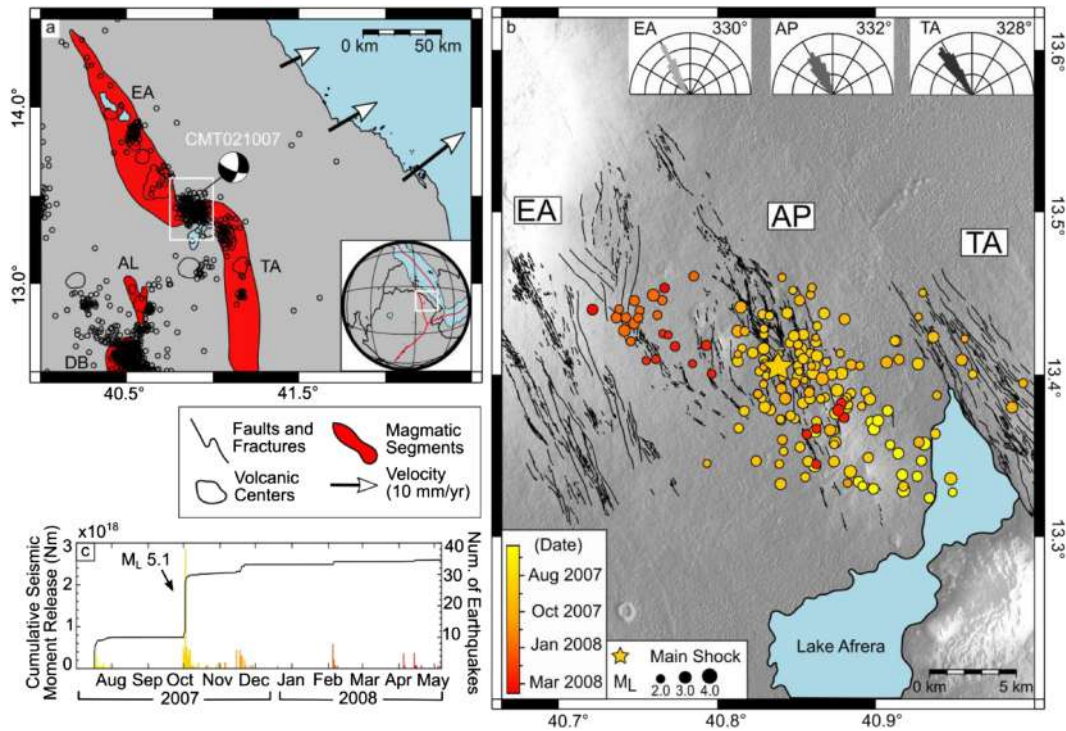 a
0 km 50 km
EA
CMT021007
AL
TA
DB
14.0°
13.0°
40.5°
41.5°
Faults and
Fractures
Magmatic
Segments
Volcanic
Centers
Velocity
(10 mm/yr)
x10¹⁸
c
Cumulative Seismic
Moment Release (Nm)
3
2
1
0
M_L 5.1
40
30
20
10
0
Num. of Earthquakes
Aug Sep Oct Nov Dec Jan Feb Mar Apr May
2007 2008
b
EA 330°
AP 332°
TA 328°
EA
AP
TA
13.6°
13.5°
13.4°
13.3°
40.7°
40.8°
40.9°
(Date)
Aug 2007
Oct 2007
Jan 2008
Mar 2008
Main Shock
M_L
2.0 3.0 4.0
Lake Afrera
0 km 5 km